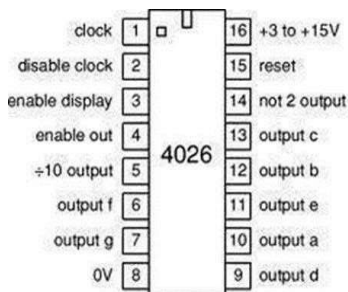 clock 1 16 +3 to +15V
disable clock 2 15 reset
enable display 3 14 not 2 output
enable out 4 13 output c
4026
÷10 output 5 12 output b
output f 6 11 output e
output g 7 10 output a
0V 8 9 output d